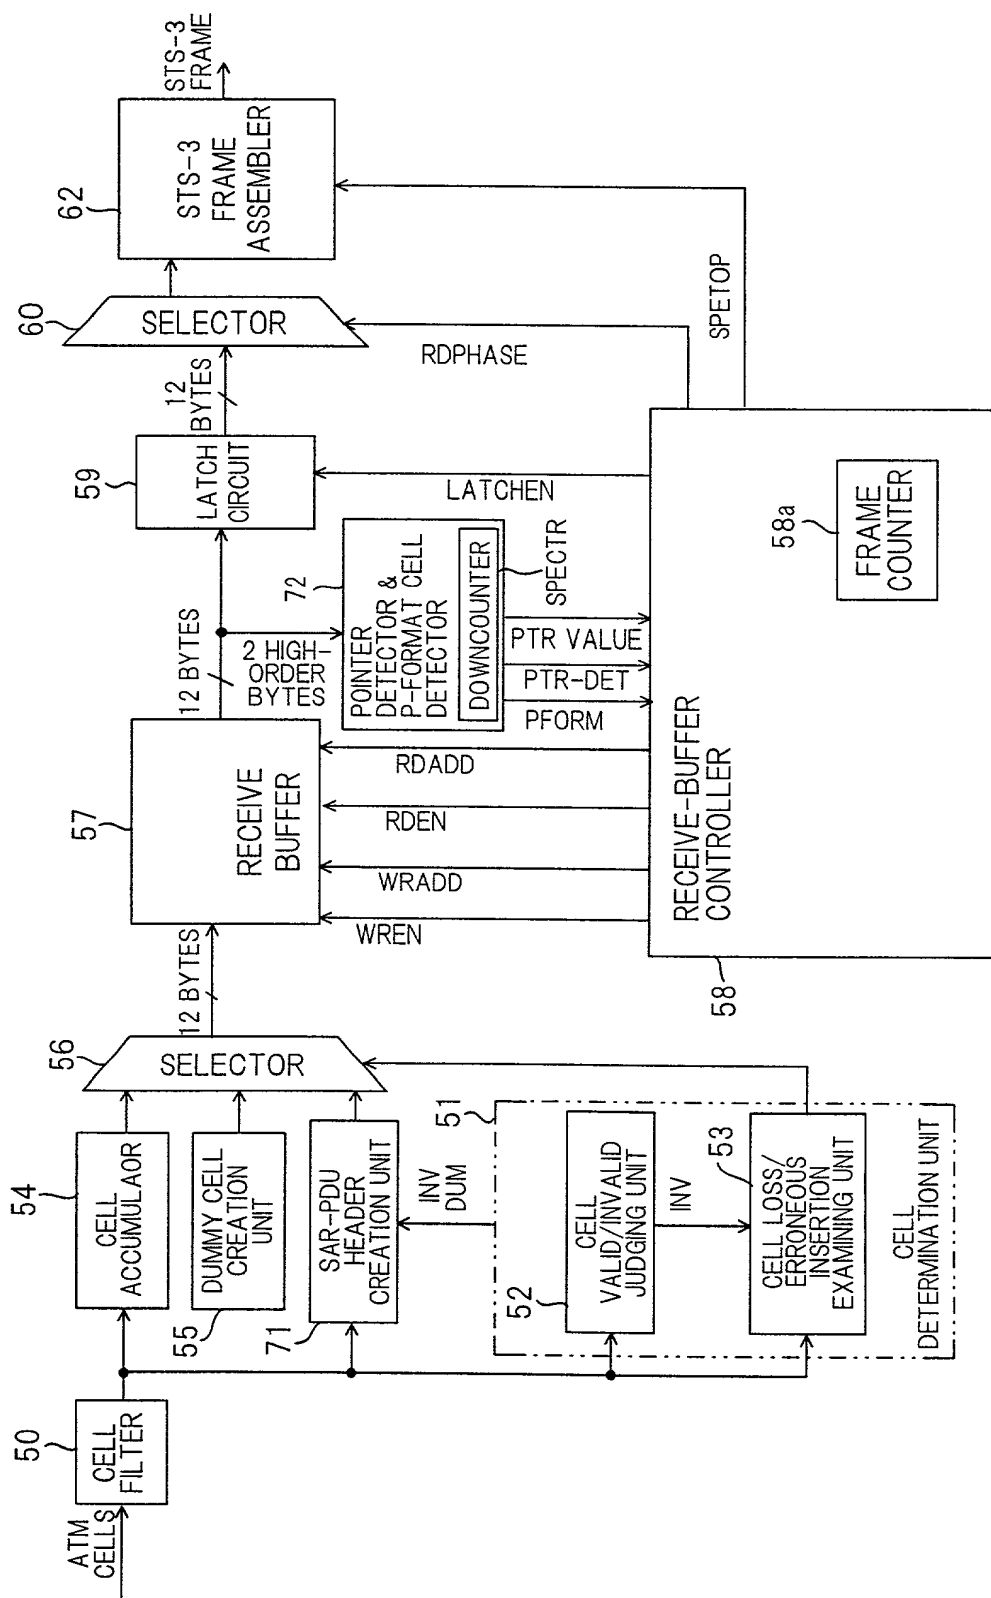 ATM
CELLS
50
CELL
FILTER
54
CELL
ACCUMULAOR
55
DUMMY CELL
CREATION
UNIT
71
SAR-PDU
HEADER
CREATION UNIT
INV
DUM
51
52
CELL
VALID/INVALID
JUDGING UNIT
INV
53
CELL LOSS/
ERRONEOUS
INSERTION
EXAMINING UNIT
CELL
DETERMINATION UNIT
56
SELECTOR
12 BYTES
57
RECEIVE
BUFFER
WREN
WRADD
RDEN
RDADD
12 BYTES
2 HIGH-
ORDER
BYTES
72
POINTER
DETECTOR &
P-FORMAT CELL
DETECTOR
DOWNCOUNTER
SPECTR
PFORM
PTR-DET
PTR VALUE
59
LATCH
CIRCUIT
LATCHEN
12
BYTES
60
SELECTOR
RDPHASE
62
STS-3
FRAME
ASSEMBLER
STS-3
FRAME
SPETOP
58
RECEIVE-BUFFER
CONTROLLER
58a
FRAME
COUNTER